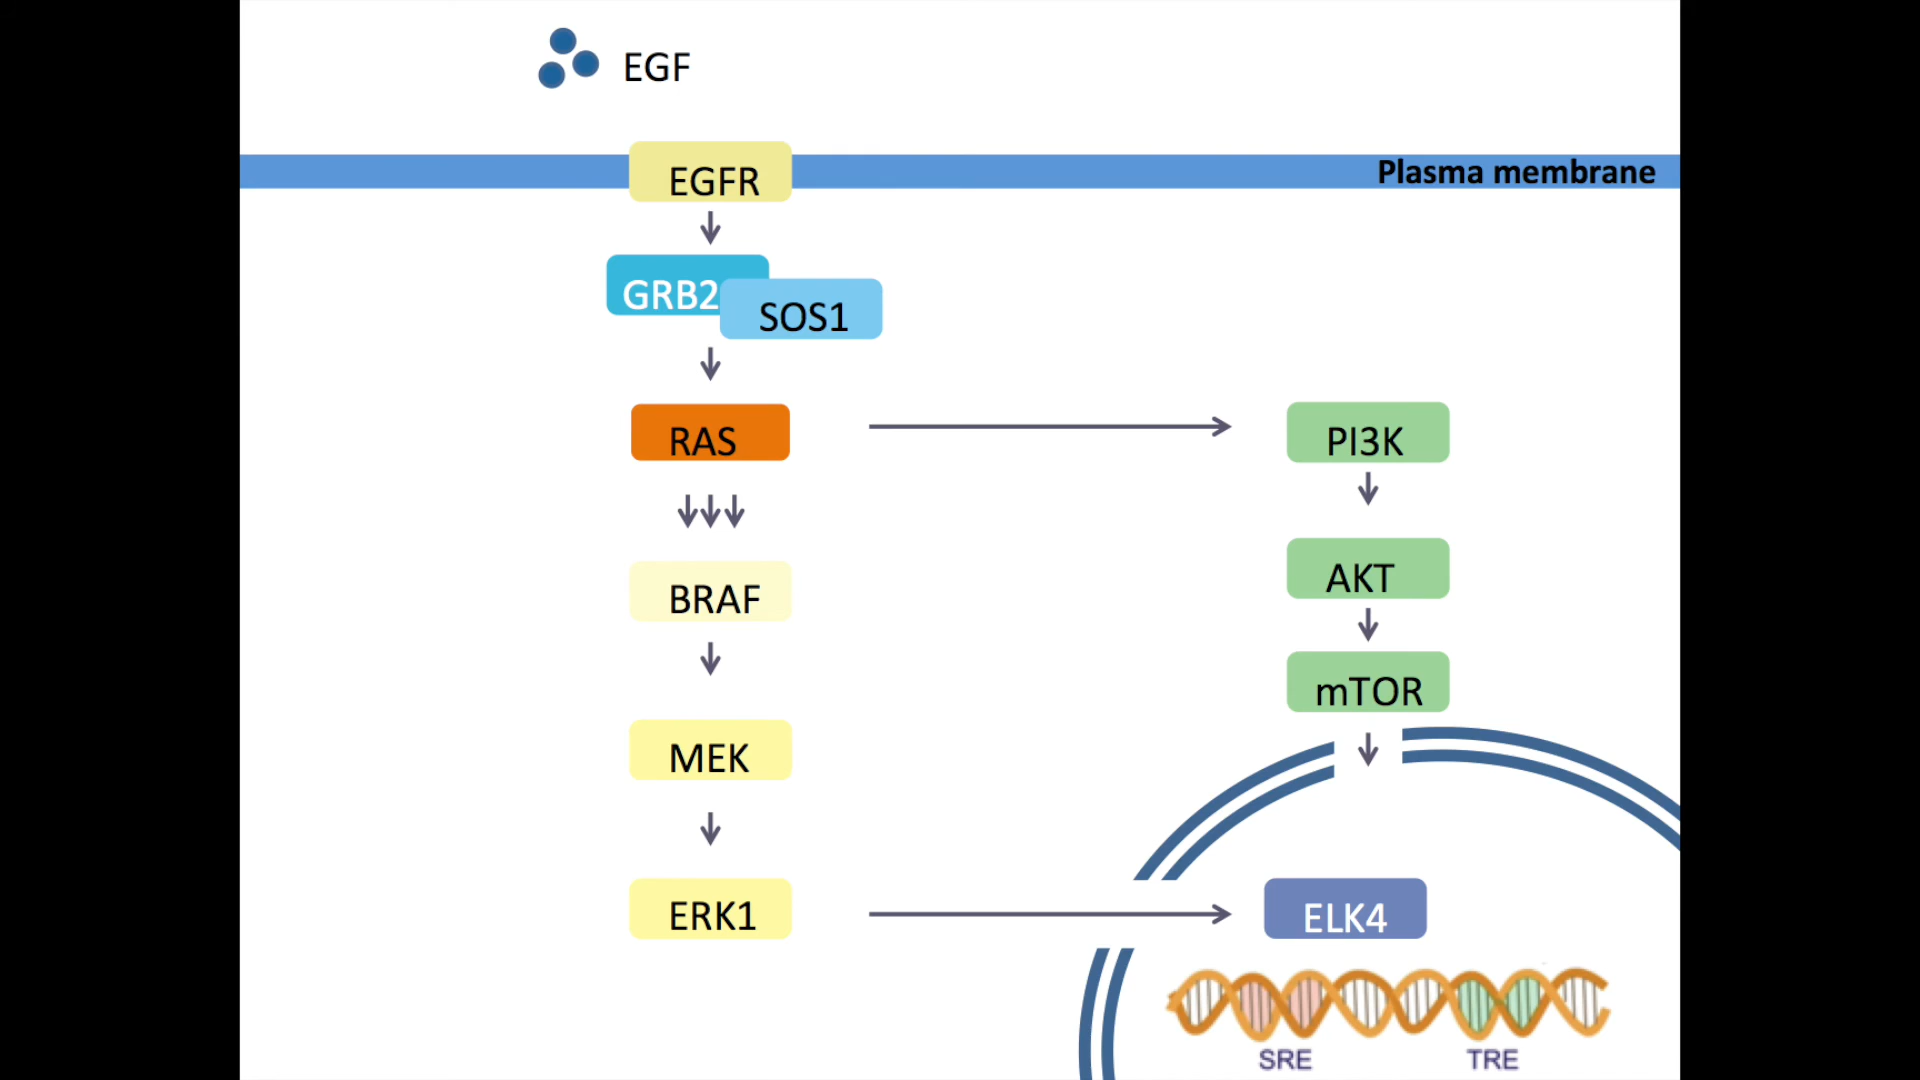 EGF
Plasma membrane
EGFR
GRB2
SOS1
RAS
PI3K
BRAF
AKT
mTOR
MEK
ERK1
ELK4
SRE
TRE